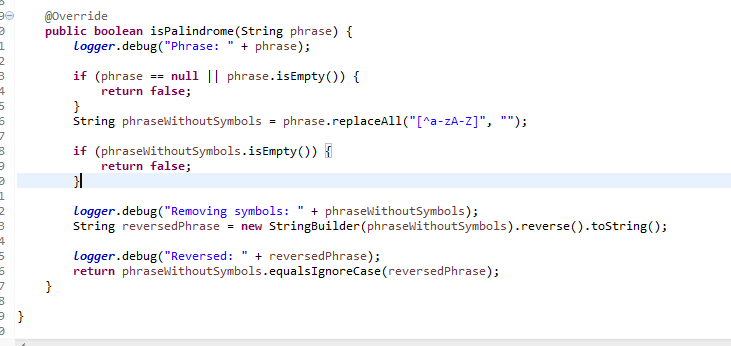 @Override
public boolean isPalindrome(String phrase) {
logger.debug("Phrase: " + phrase);
if (phrase == null || phrase.isEmpty()) {
return false;
}
String phraseWithoutSymbols = phrase.replaceAll("[^a-zA-Z]", "");
if (phraseWithoutSymbols.isEmpty()) {
return false;
}
logger.debug("Removing symbols: " + phraseWithoutSymbols);
String reversedPhrase = new StringBuilder(phraseWithoutSymbols).reverse().toString();
logger.debug("Reversed: " + reversedPhrase);
return phraseWithoutSymbols.equalsIgnoreCase(reversedPhrase);
}
}